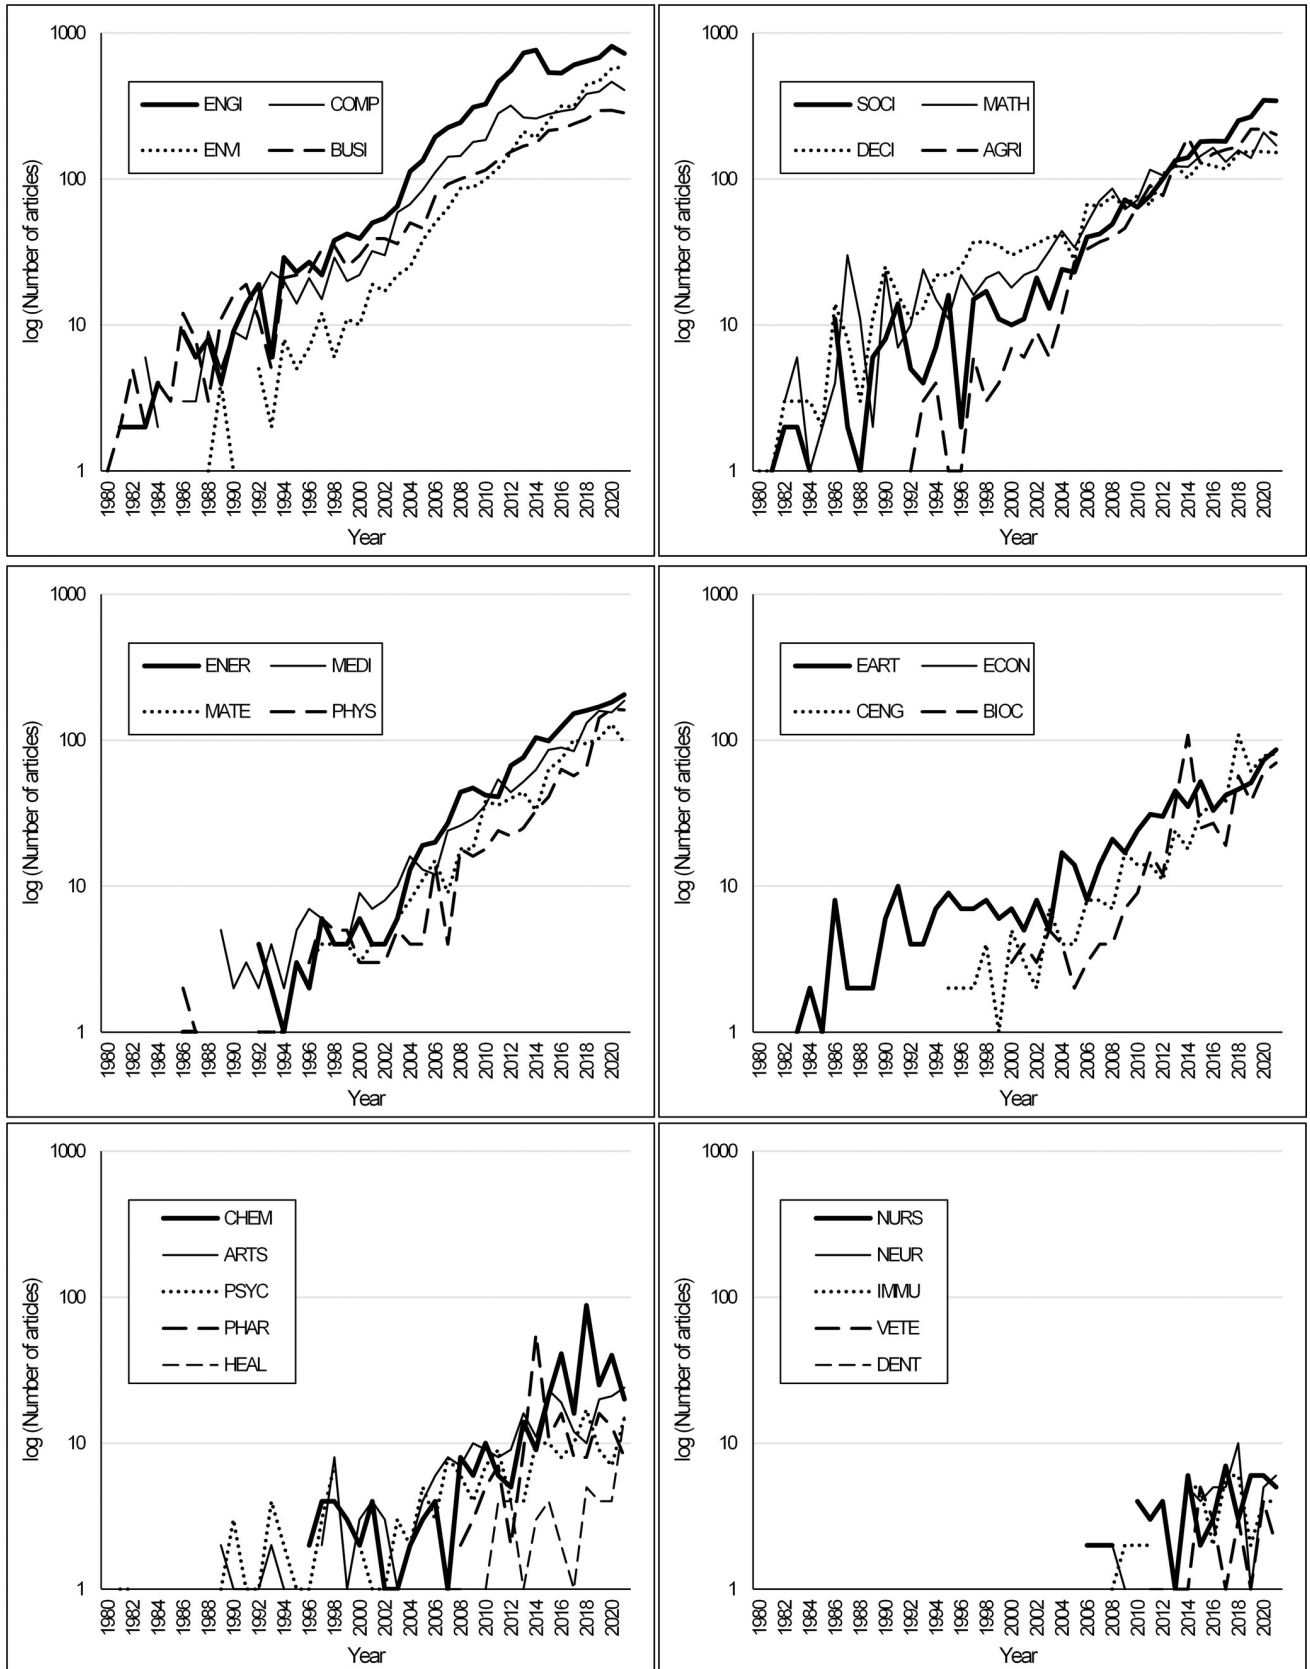 1000
100
10
1
log (Number of articles)
ENGI COMP
ENVI BUSI
1980 1982 1984 1986 1988 1990 1992 1994 1996 1998 2000 2002 2004 2006 2008 2010 2012 2014 2016 2018 2020
Year
1000
100
10
1
log (Number of articles)
SOCI MATH
DECI AGRI
1980 1982 1984 1986 1988 1990 1992 1994 1996 1998 2000 2002 2004 2006 2008 2010 2012 2014 2016 2018 2020
Year
1000
100
10
1
log (Number of articles)
ENER MEDI
MATE PHYS
1980 1982 1984 1986 1988 1990 1992 1994 1996 1998 2000 2002 2004 2006 2008 2010 2012 2014 2016 2018 2020
Year
1000
100
10
1
log (Number of articles)
EART ECON
CENG BIOC
1980 1982 1984 1986 1988 1990 1992 1994 1996 1998 2000 2002 2004 2006 2008 2010 2012 2014 2016 2018 2020
Year
1000
100
10
1
log (Number of articles)
CHEM
ARTS
PSYC
PHAR
HEAL
1980 1982 1984 1986 1988 1990 1992 1994 1996 1998 2000 2002 2004 2006 2008 2010 2012 2014 2016 2018 2020
Year
1000
100
10
1
log (Number of articles)
NURS
NEUR
IMMU
VETE
DENT
1980 1982 1984 1986 1988 1990 1992 1994 1996 1998 2000 2002 2004 2006 2008 2010 2012 2014 2016 2018 2020
Year